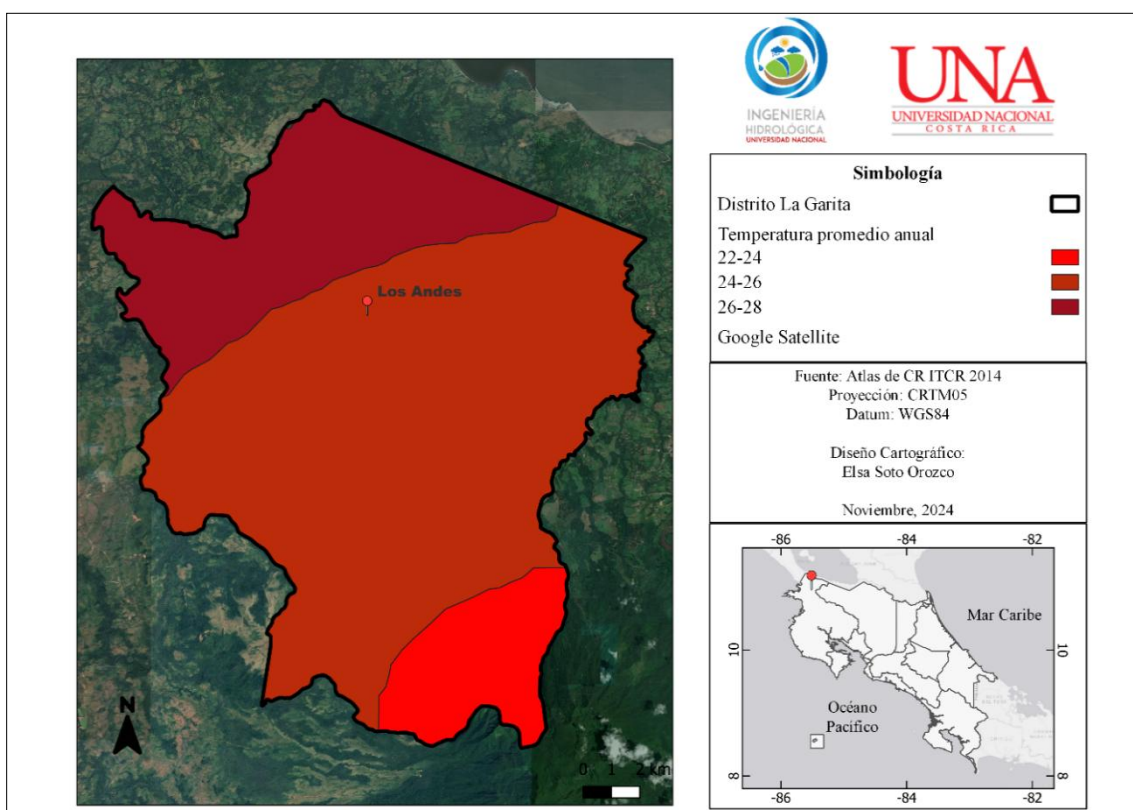 INGENIERÍA
HIDROLÓGICA
UNIVERSIDAD NACIONAL
UNA
UNIVERSIDAD NACIONAL
COSTA RICA
Simbología
Distrito La Garita
Temperatura promedio anual
22-24
24-26
26-28
Google Satellite
Fuente: Atlas de CR ITCR 2014
Proyección: CRTM05
Datum: WGS84
Diseño Cartográfico:
Elsa Soto Orozco
Noviembre, 2024
Los Andes
N
0 1 2 km
-86 -84 -82
Mar Caribe
10 10
Océano
Pacífico
8 8
-86 -84 -82